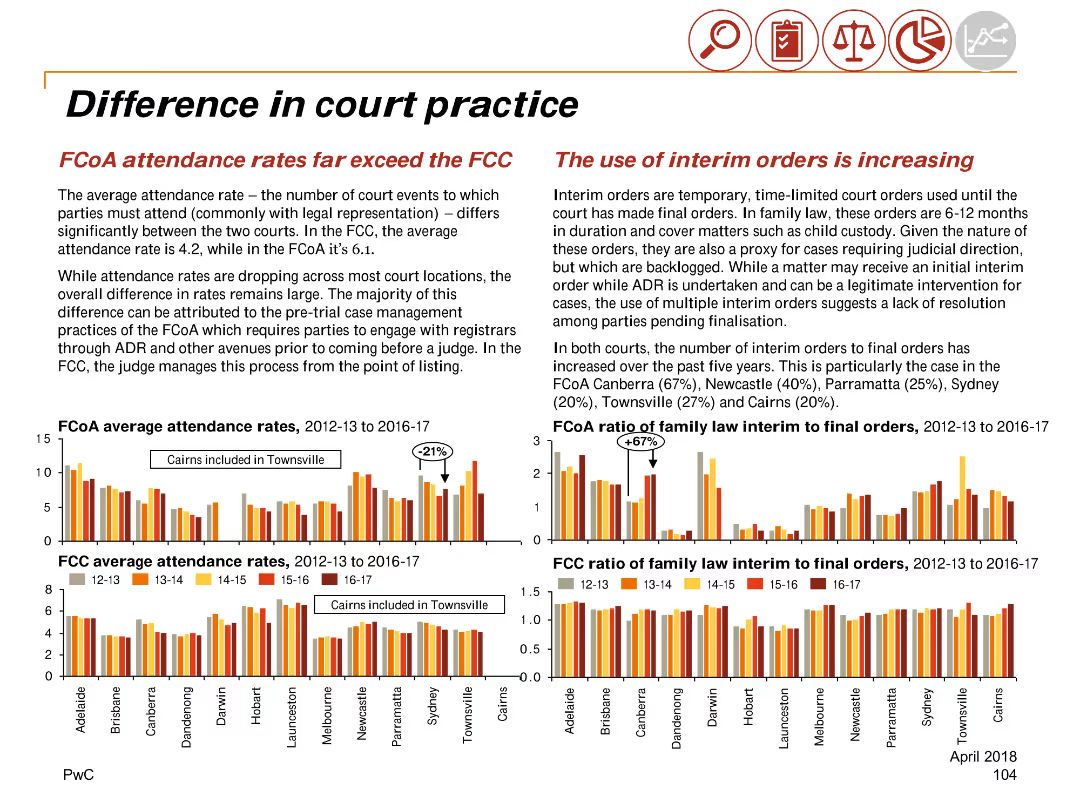 Difference in court practice
FCoA attendance rates far exceed the FCC
The average attendance rate – the number of court events to which
parties must attend (commonly with legal representation) – differs
significantly between the two courts. In the FCC, the average
attendance rate is 4.2, while in the FCoA it's 6.1.
While attendance rates are dropping across most court locations, the
overall difference in rates remains large. The majority of this
difference can be attributed to the pre-trial case management
practices of the FCoA which requires parties to engage with registrars
through ADR and other avenues prior to coming before a judge. In the
FCC, the judge manages this process from the point of listing.
The use of interim orders is increasing
Interim orders are temporary, time-limited court orders used until the
court has made final orders. In family law, these orders are 6-12 months
in duration and cover matters such as child custody. Given the nature of
these orders, they are also a proxy for cases requiring judicial direction,
but which are backlogged. While a matter may receive an initial interim
order while ADR is undertaken and can be a legitimate intervention for
cases, the use of multiple interim orders suggests a lack of resolution
among parties pending finalisation.
In both courts, the number of interim orders to final orders has
increased over the past five years. This is particularly the case in the
FCoA Canberra (67%), Newcastle (40%), Parramatta (25%), Sydney
(20%), Townsville (27%) and Cairns (20%).
FCoA average attendance rates, 2012-13 to 2016-17
15
10
5
0
Cairns included in Townsville
-21%
FCC average attendance rates, 2012-13 to 2016-17
12-13 13-14 14-15 15-16 16-17
8
6
4
2
0
Cairns included in Townsville
Adelaide
Brisbane
Canberra
Dandenong
Darwin
Hobart
Launceston
Melbourne
Newcastle
Parramatta
Sydney
Townsville
Cairns
FCoA ratio of family law interim to final orders, 2012-13 to 2016-17
3
2
1
0
+67%
FCC ratio of family law interim to final orders, 2012-13 to 2016-17
12-13 13-14 14-15 15-16 16-17
1.5
1.0
0.5
0.0
Adelaide
Brisbane
Canberra
Dandenong
Darwin
Hobart
Launceston
Melbourne
Newcastle
Parramatta
Sydney
Townsville
Cairns
PwC
April 2018
104